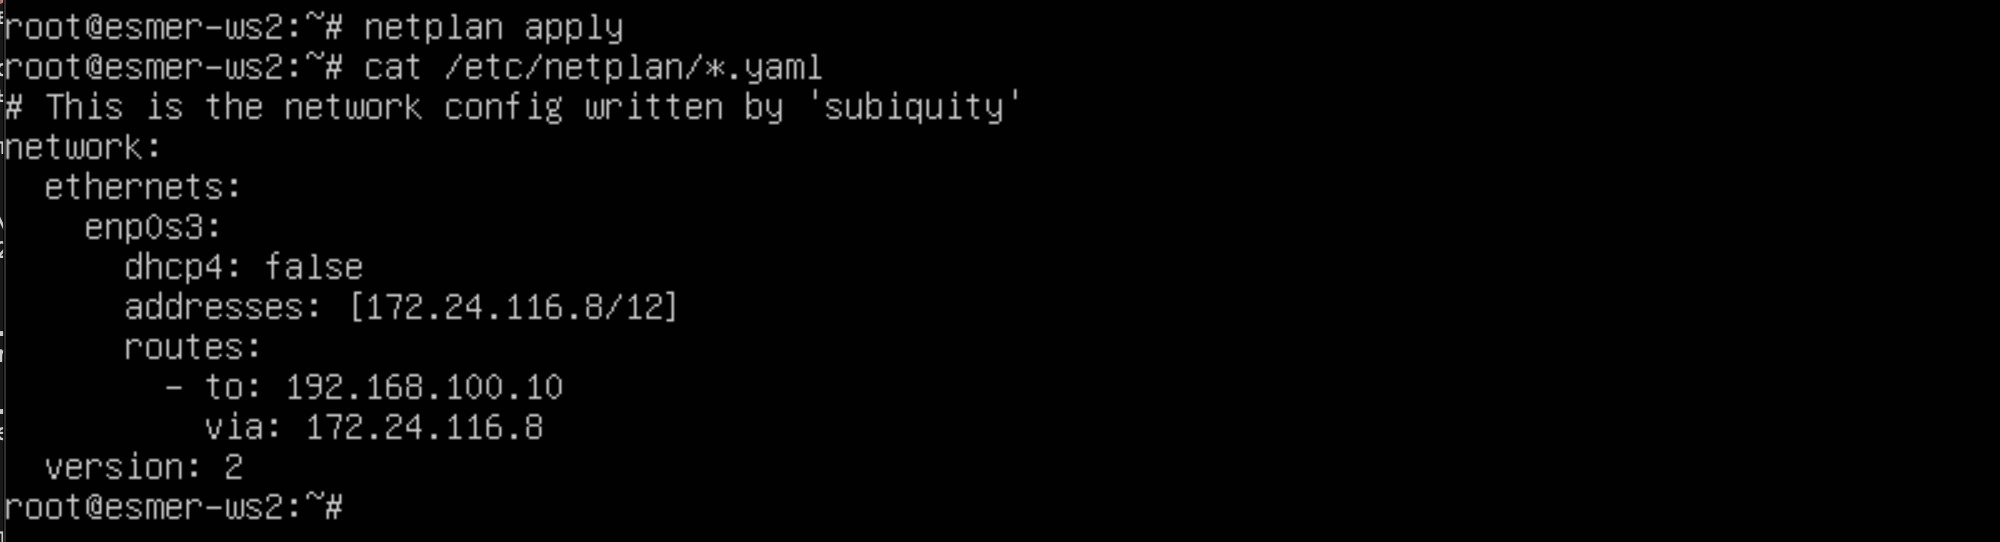 root@esmer-ws2:~# netplan apply
root@esmer-ws2:~# cat /etc/netplan/*.yaml
# This is the network config written by 'subiquity'
network:
  ethernets:
    enp0s3:
      dhcp4: false
      addresses: [172.24.116.8/12]
      routes:
        - to: 192.168.100.10
          via: 172.24.116.8
  version: 2
root@esmer-ws2:~#